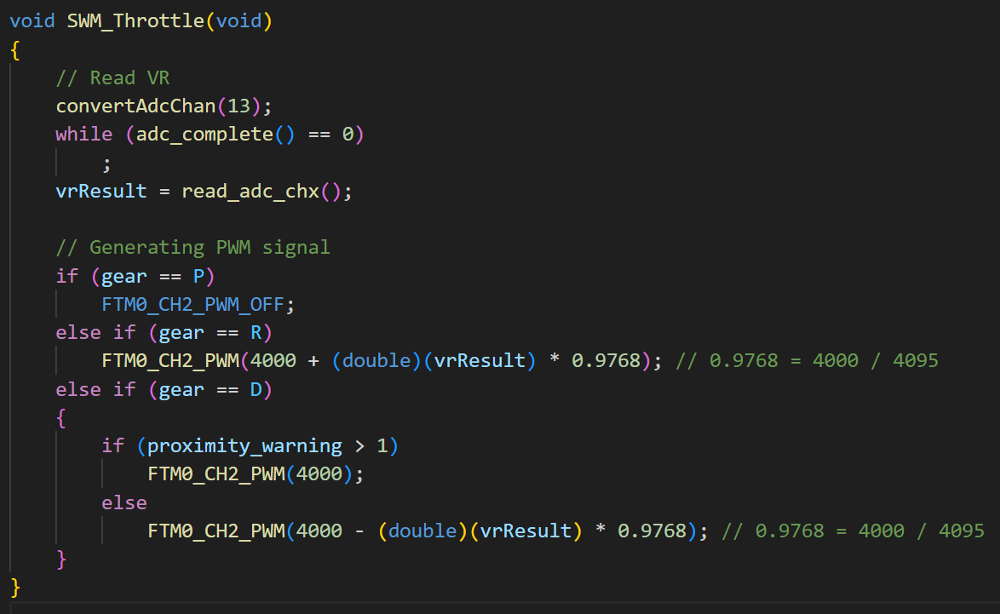 void SWM_Throttle(void)
{
    // Read VR
    convertAdcChan(13);
    while (adc_complete() == 0)
        ;
    vrResult = read_adc_chx();

    // Generating PWM signal
    if (gear == P)
        FTM0_CH2_PWM_OFF;
    else if (gear == R)
        FTM0_CH2_PWM(4000 + (double)(vrResult) * 0.9768); // 0.9768 = 4000 / 4095
    else if (gear == D)
    {
        if (proximity_warning > 1)
            FTM0_CH2_PWM(4000);
        else
            FTM0_CH2_PWM(4000 - (double)(vrResult) * 0.9768); // 0.9768 = 4000 / 4095
    }
}